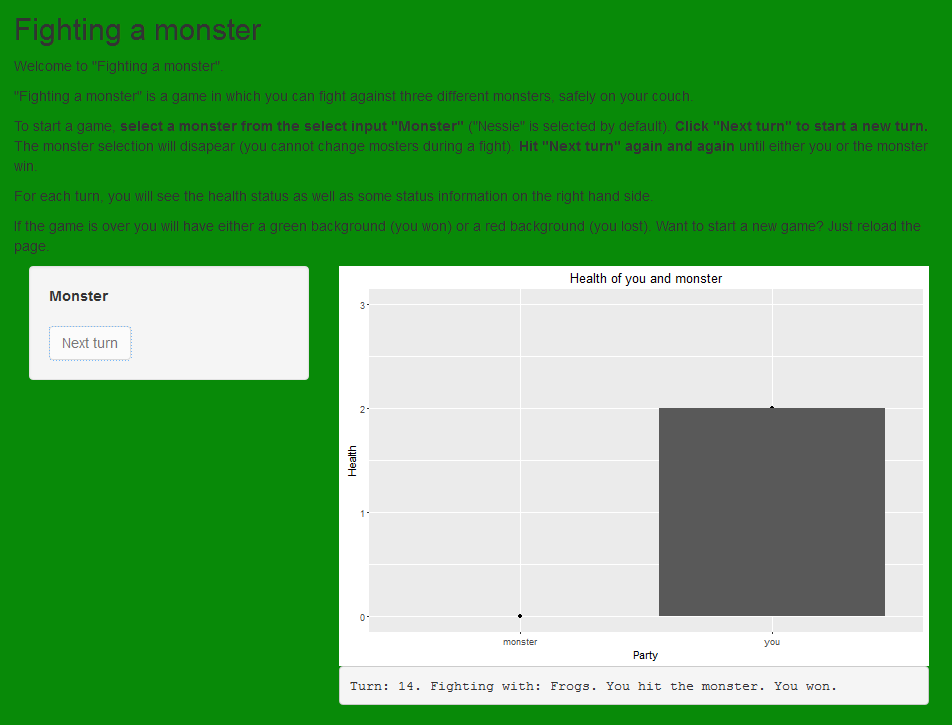 Fighting a monster
Welcome to "Fighting a monster".
"Fighting a monster" is a game in which you can fight against three different monsters, safely on your couch.
To start a game, select a monster from the select input "Monster" ("Nessie" is selected by default). Click "Next turn" to start a new turn.
The monster selection will disapear (you cannot change mosters during a fight). Hit "Next turn" again and again until either you or the monster
win.
For each turn, you will see the health status as well as some status information on the right hand side.
If the game is over you will have either a green background (you won) or a red background (you lost). Want to start a new game? Just reload the
page.
Monster
Next turn
Health of you and monster
3
2
1
0
Health
monster you
Party
Turn: 14. Fighting with: Frogs. You hit the monster. You won.